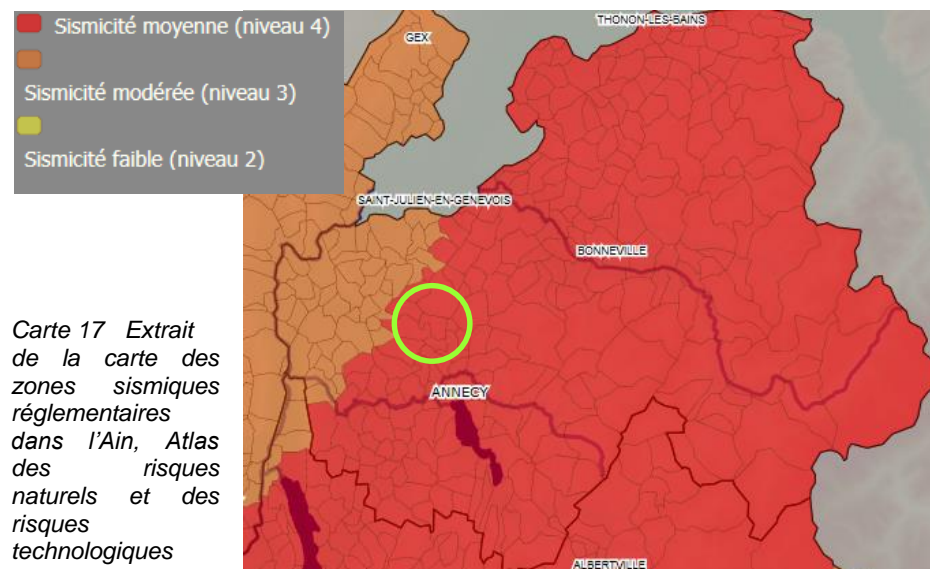 Sismicité moyenne (niveau 4)
Sismicité modérée (niveau 3)
Sismicité faible (niveau 2)
THONON-LES-BAINS
GEX
SAINT-JULIEN-EN-GENEVOIS
BONNEVILLE
ANNECY
ALBERTVILLE
Carte 17 Extrait
de la carte des
zones sismiques
réglementaires
dans l'Ain, Atlas
des risques
naturels et des
risques
technologiques